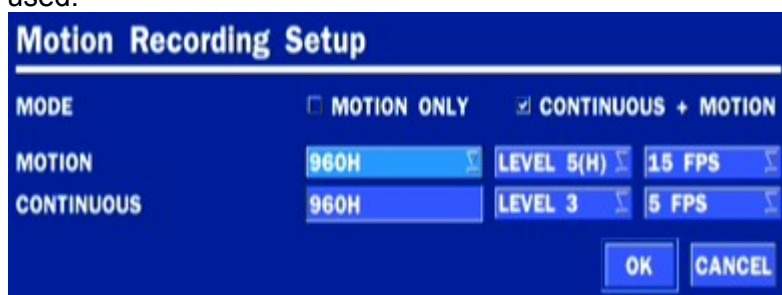 used.
Motion Recording Setup
MODE MOTION ONLY CONTINUOUS + MOTION
MOTION 960H LEVEL 5(H) 15 FPS
CONTINUOUS 960H LEVEL 3 5 FPS
OK CANCEL